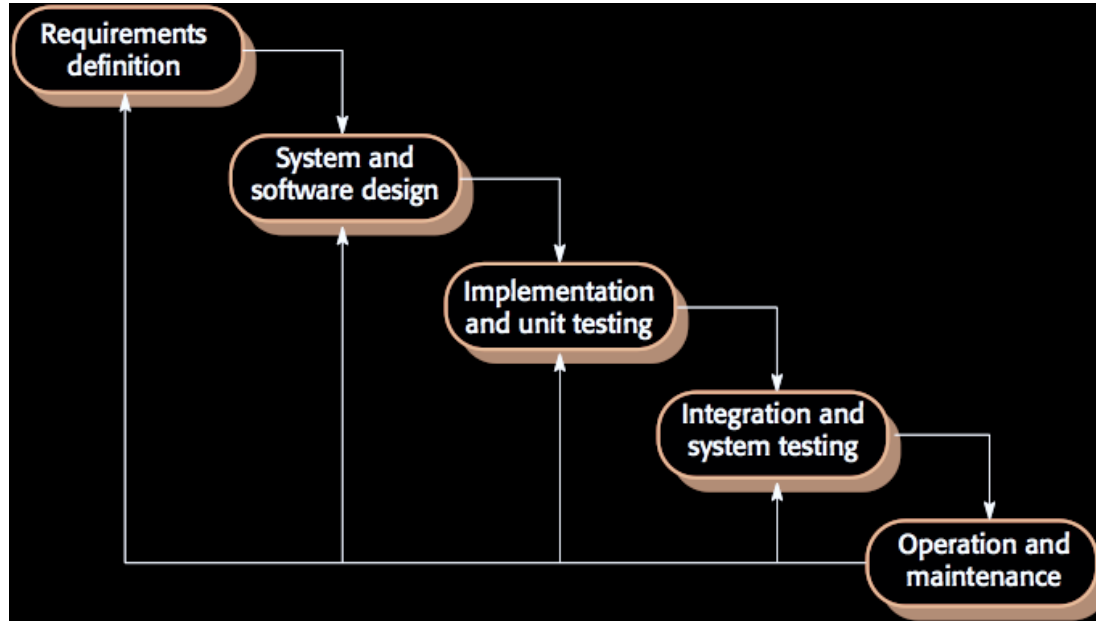 Requirements
definition
System and
software design
Implementation
and unit testing
Integration and
system testing
Operation and
maintenance